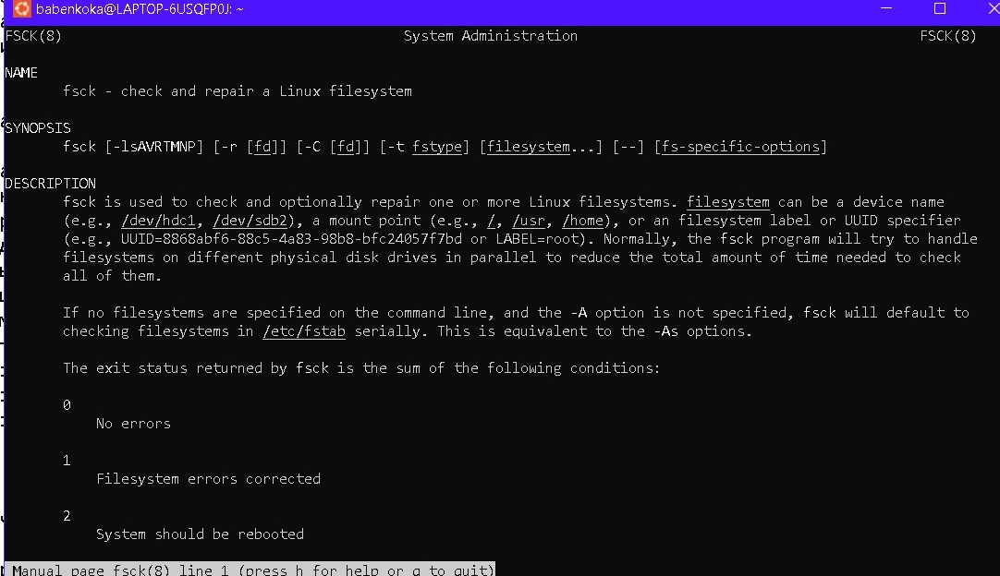 babenkoka@LAPTOP-6USQFP0J: ~
FSCK(8) System Administration FSCK(8)
NAME
fsck - check and repair a Linux filesystem
SYNOPSIS
fsck [-lsAVRTMNP] [-r [fd]] [-C [fd]] [-t fstype] [filesystem...] [--] [fs-specific-options]
DESCRIPTION
fsck is used to check and optionally repair one or more Linux filesystems. filesystem can be a device name
(e.g., /dev/hdc1, /dev/sdb2), a mount point (e.g., /, /usr, /home), or an filesystem label or UUID specifier
(e.g., UUID=8868abf6-88c5-4a83-98b8-bfc24057f7bd or LABEL=root). Normally, the fsck program will try to handle
filesystems on different physical disk drives in parallel to reduce the total amount of time needed to check
all of them.
If no filesystems are specified on the command line, and the -A option is not specified, fsck will default to
checking filesystems in /etc/fstab serially. This is equivalent to the -As options.
The exit status returned by fsck is the sum of the following conditions:
0
No errors
1
Filesystem errors corrected
2
System should be rebooted
Manual page fsck(8) line 1 (press h for help or q to quit)